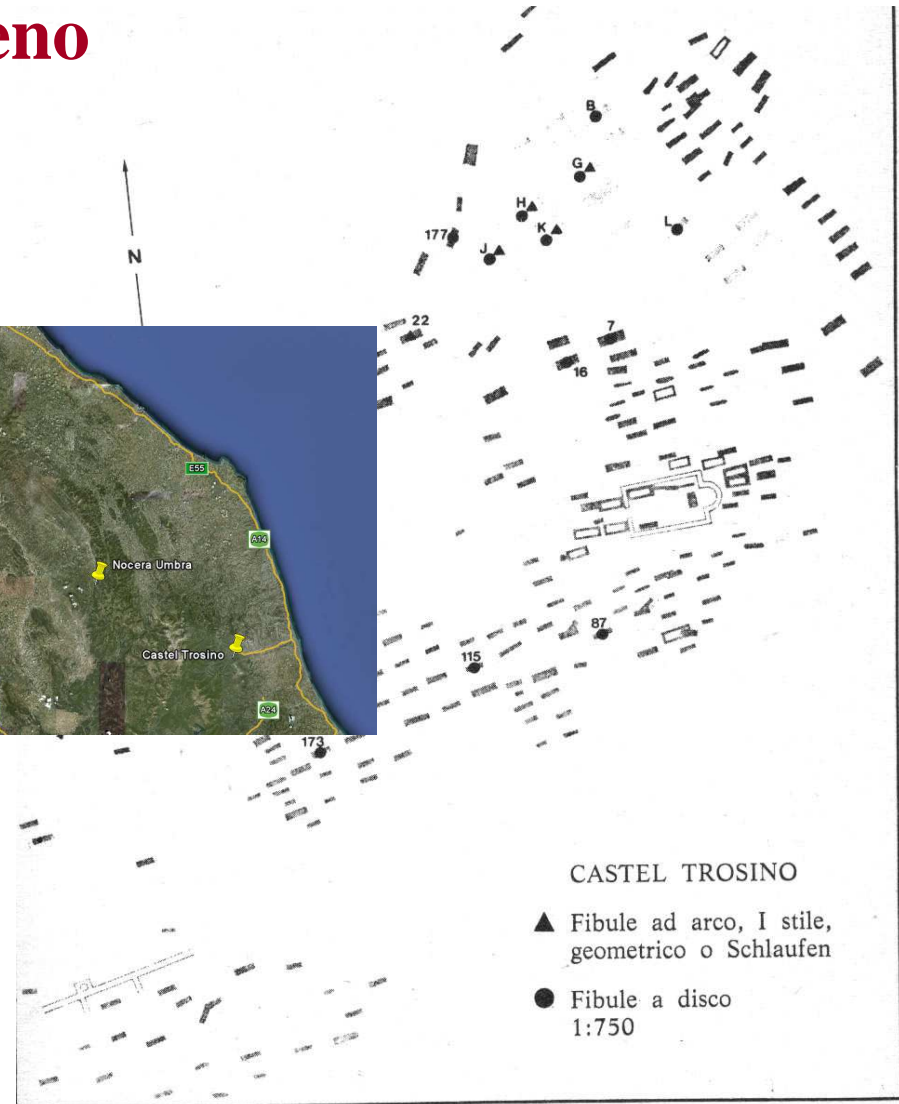 eno
B
G
H
K
L
177
J
N
22
7
16
E55
A14
Nocera Umbra
Castel Trosino
87
115
A24
173
CASTEL TROSINO
Fibule ad arco, I stile,
geometrico o Schlaufen
Fibule a disco
1:750